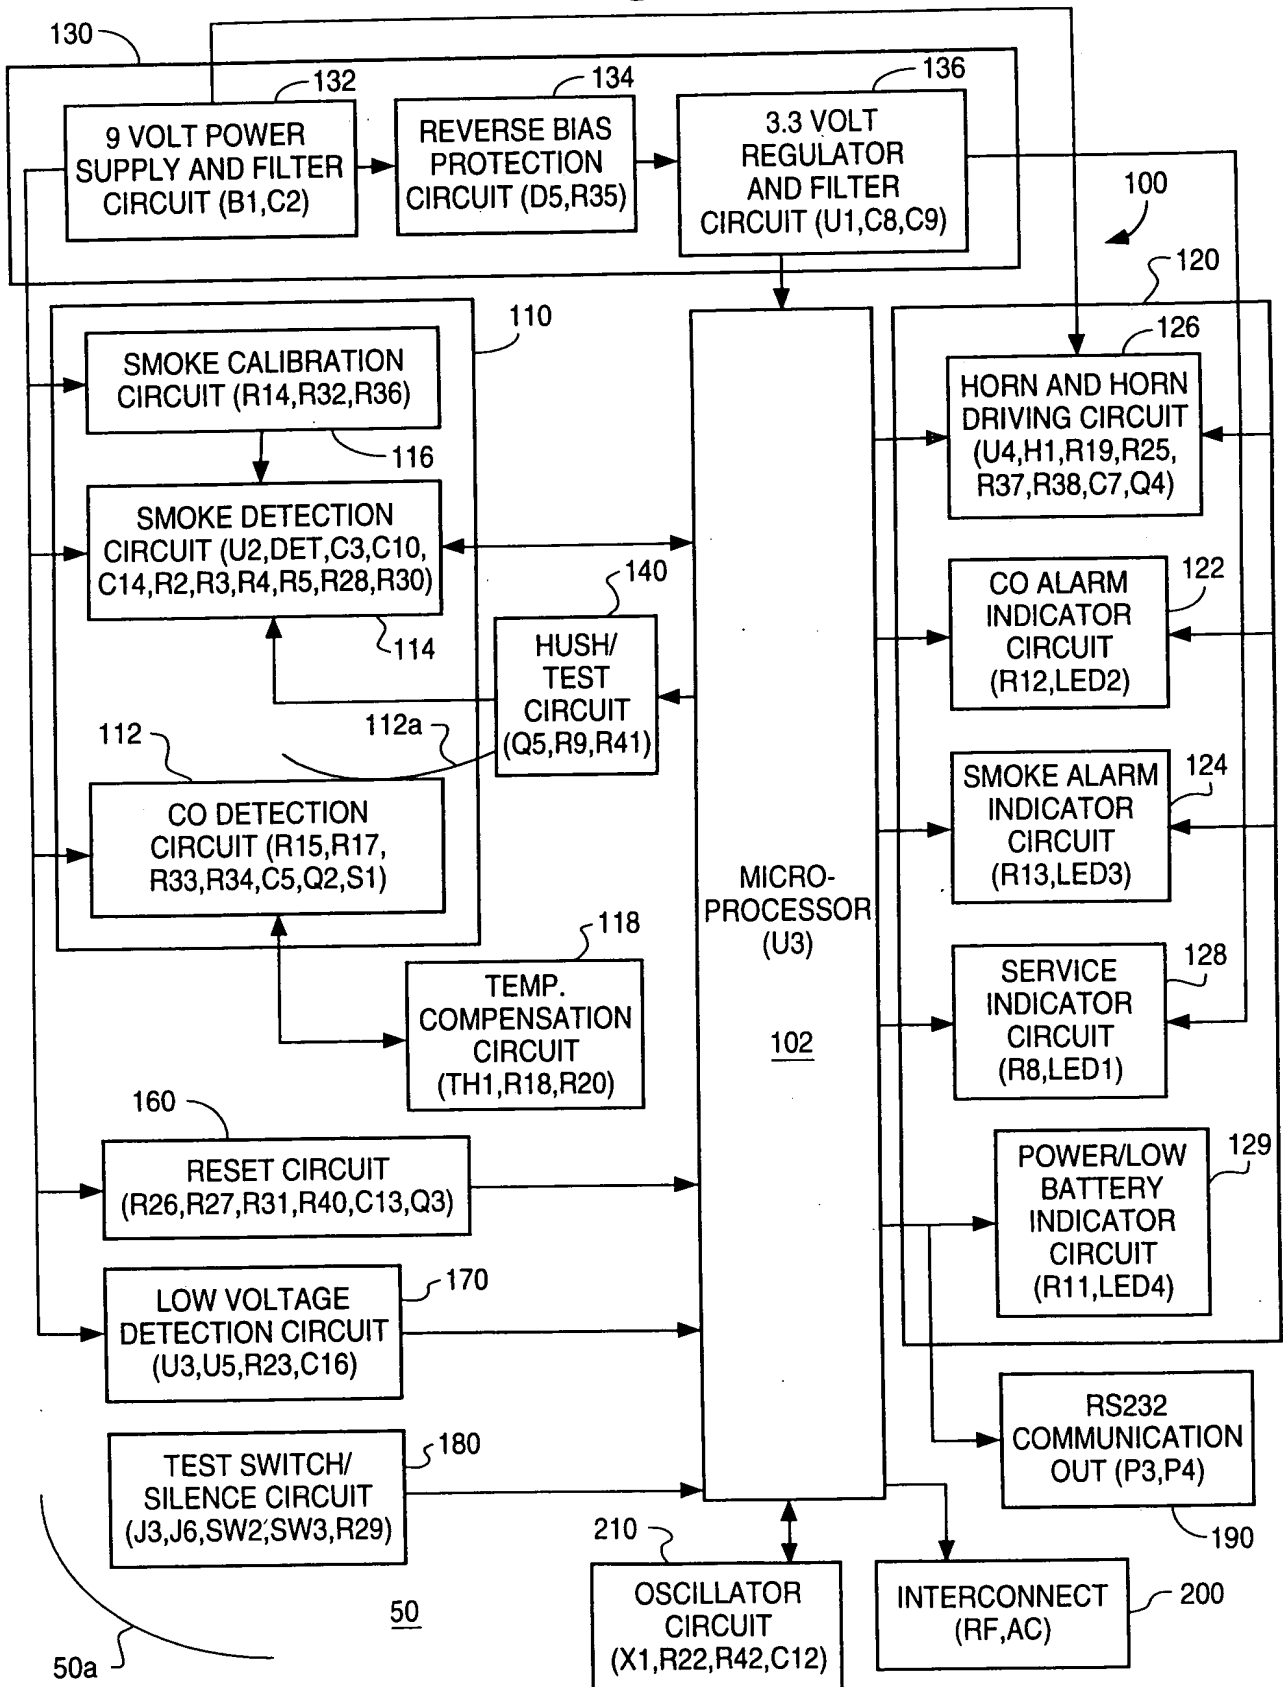 130
132
9 VOLT POWER
SUPPLY AND FILTER
CIRCUIT (B1,C2)
134
REVERSE BIAS
PROTECTION
CIRCUIT (D5,R35)
136
3.3 VOLT
REGULATOR
AND FILTER
CIRCUIT (U1,C8,C9)
100
110
SMOKE CALIBRATION
CIRCUIT (R14,R32,R36)
116
SMOKE DETECTION
CIRCUIT (U2,DET,C3,C10,
C14,R2,R3,R4,R5,R28,R30)
114
140
HUSH/
TEST
CIRCUIT
(Q5,R9,R41)
112
112a
CO DETECTION
CIRCUIT (R15,R17,
R33,R34,C5,Q2,S1)
118
TEMP.
COMPENSATION
CIRCUIT
(TH1,R18,R20)
160
RESET CIRCUIT
(R26,R27,R31,R40,C13,Q3)
170
LOW VOLTAGE
DETECTION CIRCUIT
(U3,U5,R23,C16)
180
TEST SWITCH/
SILENCE CIRCUIT
(J3,J6,SW2,SW3,R29)
MICRO-
PROCESSOR
(U3)
102
120
126
HORN AND HORN
DRIVING CIRCUIT
(U4,H1,R19,R25,
R37,R38,C7,Q4)
122
CO ALARM
INDICATOR
CIRCUIT
(R12,LED2)
124
SMOKE ALARM
INDICATOR
CIRCUIT
(R13,LED3)
128
SERVICE
INDICATOR
CIRCUIT
(R8,LED1)
129
POWER/LOW
BATTERY
INDICATOR
CIRCUIT
(R11,LED4)
RS232
COMMUNICATION
OUT (P3,P4)
190
210
OSCILLATOR
CIRCUIT
(X1,R22,R42,C12)
INTERCONNECT
(RF,AC)
200
50
50a